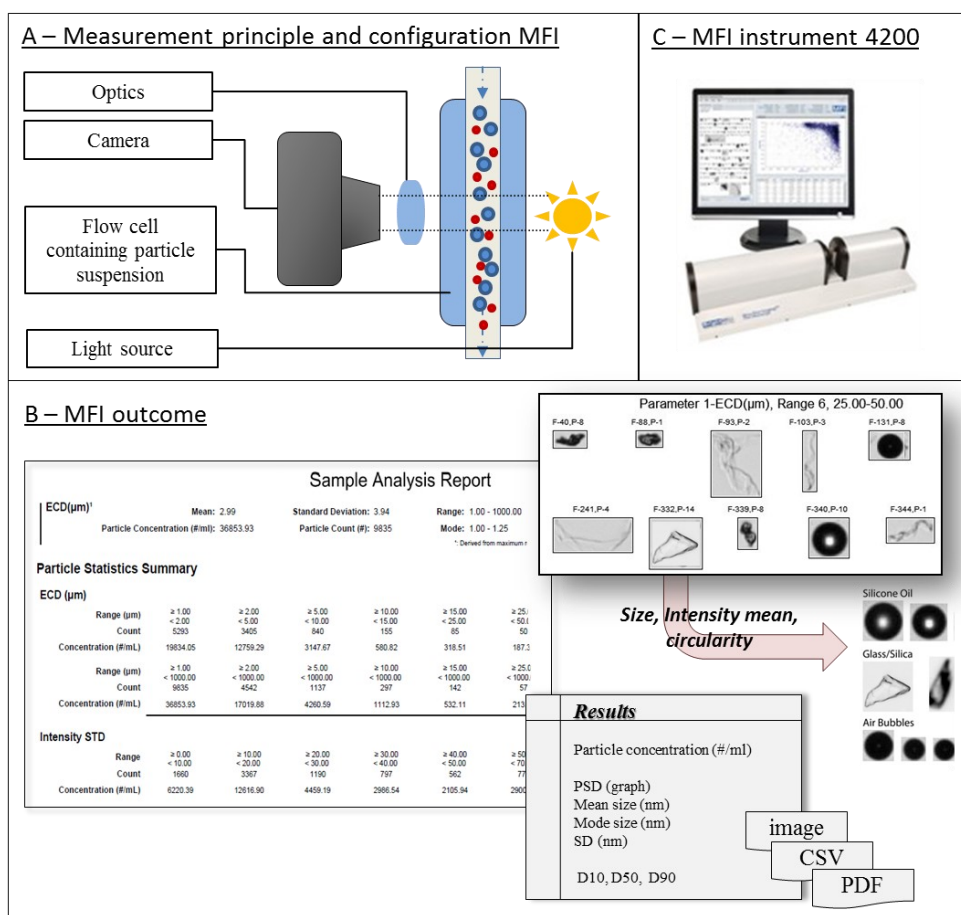 A – Measurement principle and configuration MFI
Optics
Camera
Flow cell
containing particle
suspension
Light source
C – MFI instrument 4200
B – MFI outcome
Sample Analysis Report
ECD(µm)¹
Mean: 2.99 Standard Deviation: 3.94 Range: 1.00 - 1000.00
Particle Concentration (#/ml): 36853.93 Particle Count (#): 9835 Mode: 1.00 - 1.25
¹: Derived from maximum
Particle Statistics Summary
ECD (µm)
Range (µm) ≥ 1.00 ≥ 2.00 ≥ 5.00 ≥ 10.00 ≥ 15.00 ≥ 25.
< 2.00 < 5.00 < 10.00 < 15.00 < 25.00 < 50.
Count 5293 3405 840 155 85 50
Concentration (#/mL) 19834.05 12759.29 3147.67 580.82 318.51 187.3
Range (µm) ≥ 1.00 ≥ 2.00 ≥ 5.00 ≥ 10.00 ≥ 15.00 ≥ 25.0
< 1000.00 < 1000.00 < 1000.00 < 1000.00 < 1000.00 < 1000.
Count 9835 4542 1137 297 142 57
Concentration (#/mL) 36853.93 17019.88 4260.59 1112.93 532.11 213
Intensity STD
Range ≥ 0.00 ≥ 10.00 ≥ 20.00 ≥ 30.00 ≥ 40.00 ≥ 50
< 10.00 < 20.00 < 30.00 < 40.00 < 50.00 < 70
Count 1660 3367 1190 797 562 77
Concentration (#/mL) 6220.39 12616.90 4459.19 2986.54 2105.94 2900
Parameter 1-ECD(µm), Range 6, 25.00-50.00
F-40,P-8 F-88,P-1 F-93,P-2 F-103,P-3 F-131,P-8
F-241,P-4 F-332,P-14 F-339,P-8 F-340,P-10 F-344,P-1
Size, Intensity mean,
circularity
Silicone Oil
Glass/Silica
Air Bubbles
Results
Particle concentration (#/ml)
PSD (graph)
Mean size (nm)
Mode size (nm)
SD (nm)
D10, D50, D90
image
CSV
PDF